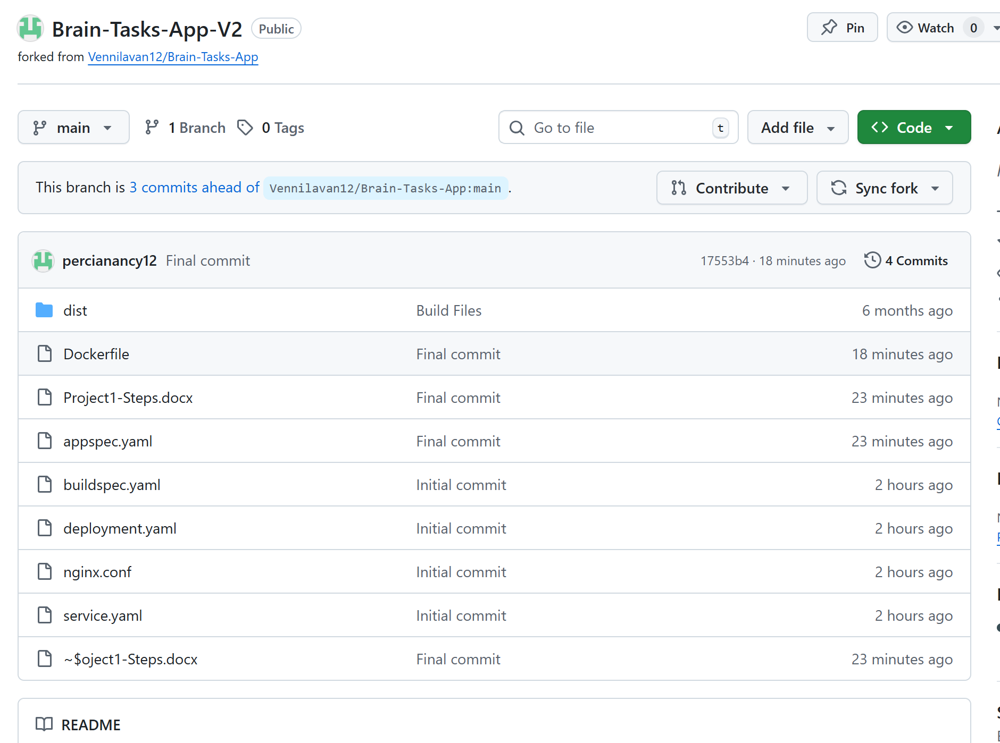 Brain-Tasks-App-V2 Public Pin Watch 0
forked from Vennilavan12/Brain-Tasks-App
main 1 Branch 0 Tags Go to file t Add file Code
This branch is 3 commits ahead of Vennilavan12/Brain-Tasks-App:main . Contribute Sync fork
percianancy12 Final commit 17553b4 · 18 minutes ago 4 Commits
dist Build Files 6 months ago
Dockerfile Final commit 18 minutes ago
Project1-Steps.docx Final commit 23 minutes ago
appspec.yaml Final commit 23 minutes ago
buildspec.yaml Initial commit 2 hours ago
deployment.yaml Initial commit 2 hours ago
nginx.conf Initial commit 2 hours ago
service.yaml Initial commit 2 hours ago
~$oject1-Steps.docx Final commit 23 minutes ago
README